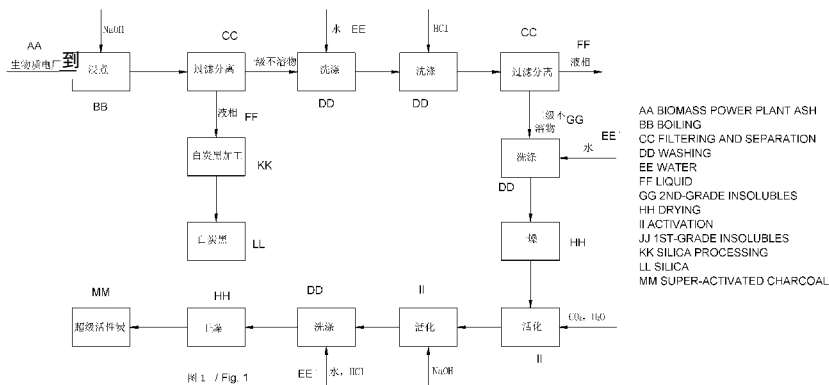 NaOH
水 EE
HCl
CC
CC
AA
生物质电厂到
浸煮
BB
过滤分离
一级不溶物
洗涤
DD
洗涤
DD
过滤分离
FF
液相
液相
FF
二级不
溶物
GG
EE
水
白炭黑加工
KK
洗涤
DD
白炭黑
LL
燥
HH
MM
超级活性炭
HH
干燥
DD
洗涤
II
活化
活化
II
CO₂, H₂O
EE
水, HCl
NaOH
图 1 / Fig. 1
AA BIOMASS POWER PLANT ASH
BB BOILING
CC FILTERING AND SEPARATION
DD WASHING
EE WATER
FF LIQUID
GG 2ND-GRADE INSOLUBLES
HH DRYING
II ACTIVATION
JJ 1ST-GRADE INSOLUBLES
KK SILICA PROCESSING
LL SILICA
MM SUPER-ACTIVATED CHARCOAL